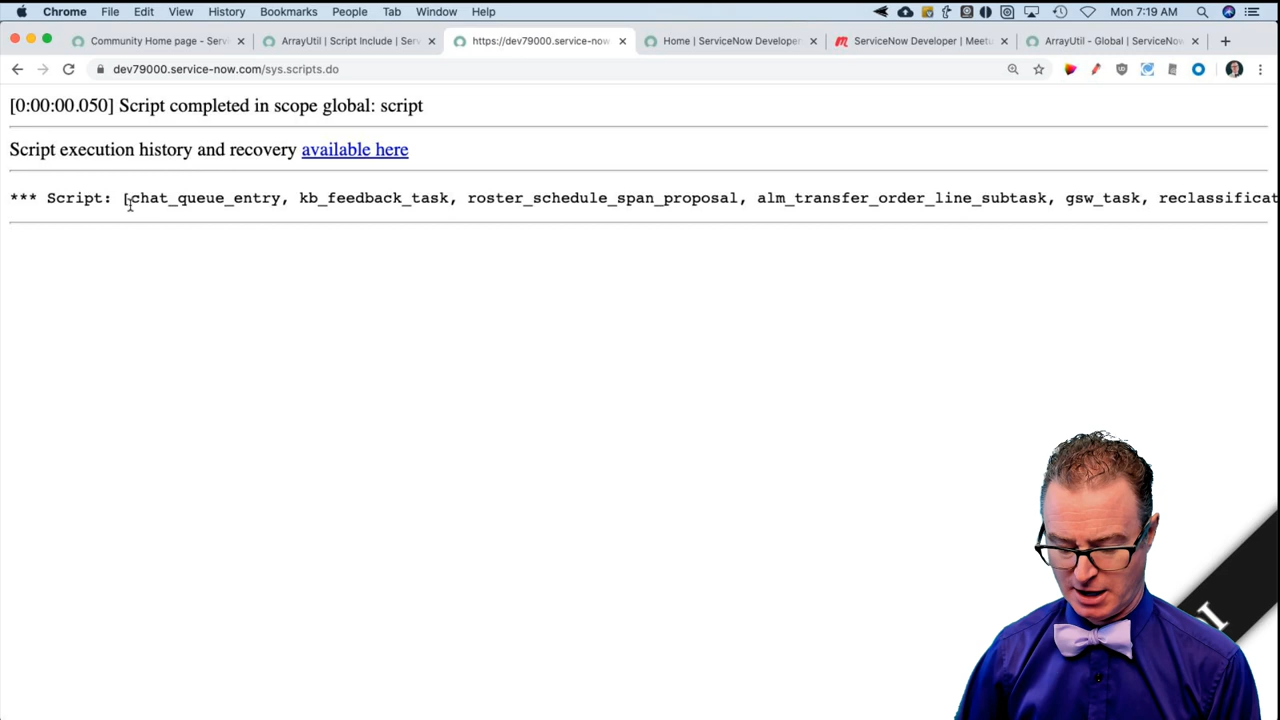 Chrome File Edit View History Bookmarks People Tab Window Help Mon 7:19 AM
Community Home page - Servi × ArrayUtil | Script Include | Serv × https://dev79000.service-now × Home | ServiceNow Developer × ServiceNow Developer | Meetu × ArrayUtil - Global | ServiceNow × +
dev79000.service-now.com/sys.scripts.do
[0:00:00.050] Script completed in scope global: script
Script execution history and recovery available here
*** Script: [chat_queue_entry, kb_feedback_task, roster_schedule_span_proposal, alm_transfer_order_line_subtask, gsw_task, reclassificat